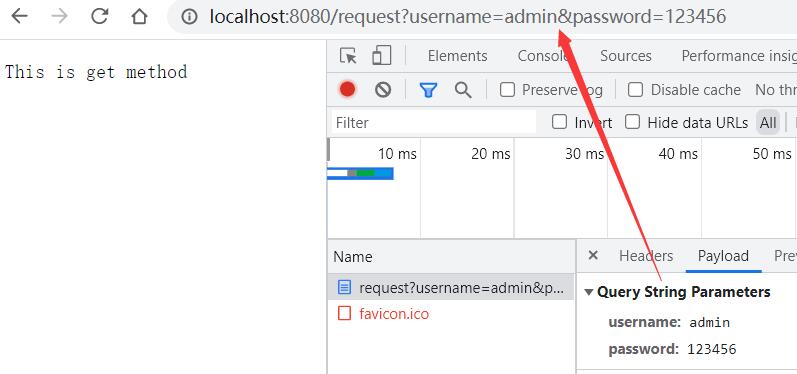 localhost:8080/request?username=admin&password=123456
This is get method
Elements Console Sources Performance insig
Preserve log Disable cache No thr
Filter Invert Hide data URLs All
10 ms 20 ms 30 ms 40 ms 50 ms
Name
request?username=admin&p...
favicon.ico
× Headers Payload Prev
Query String Parameters
username: admin
password: 123456